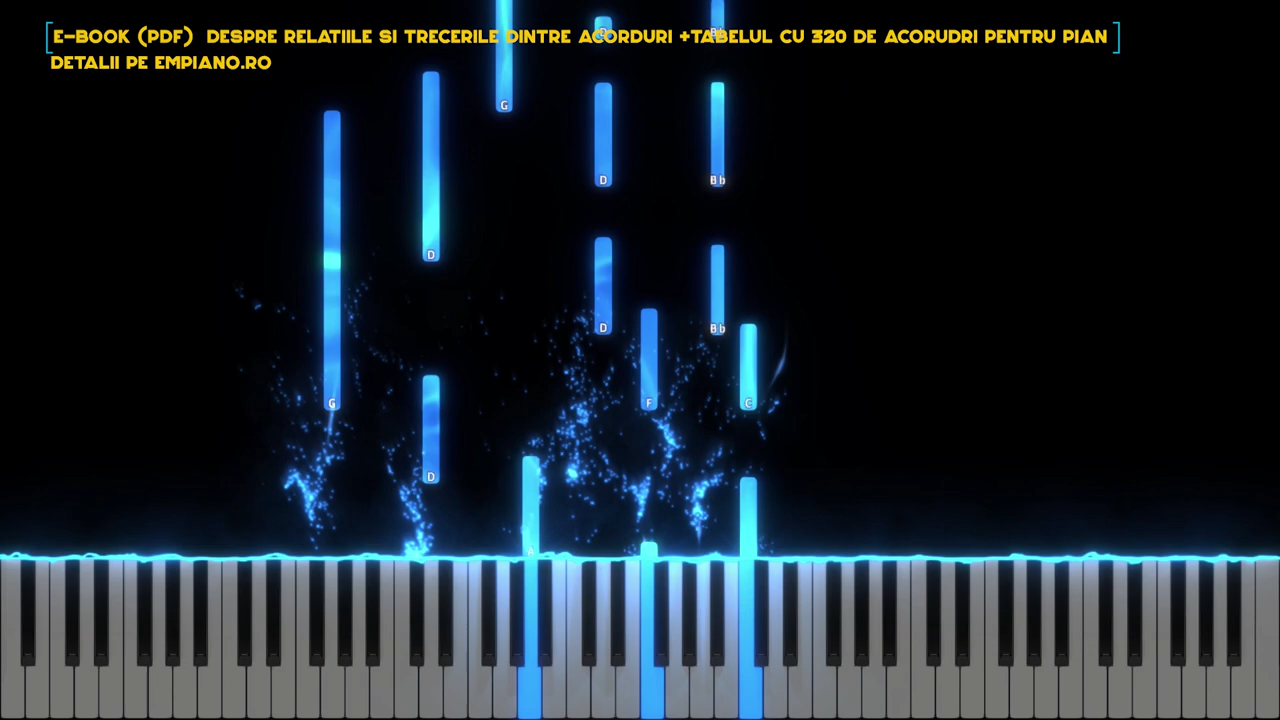 E-BOOK (PDF) DESPRE RELATIILE SI TRECERILE DINTRE ACORDURI +TABELUL CU 320 DE ACORUDRI PENTRU PIAN
DETALII PE EMPIANO.RO
G
D Bb
D
G
D Bb
F C
D
A